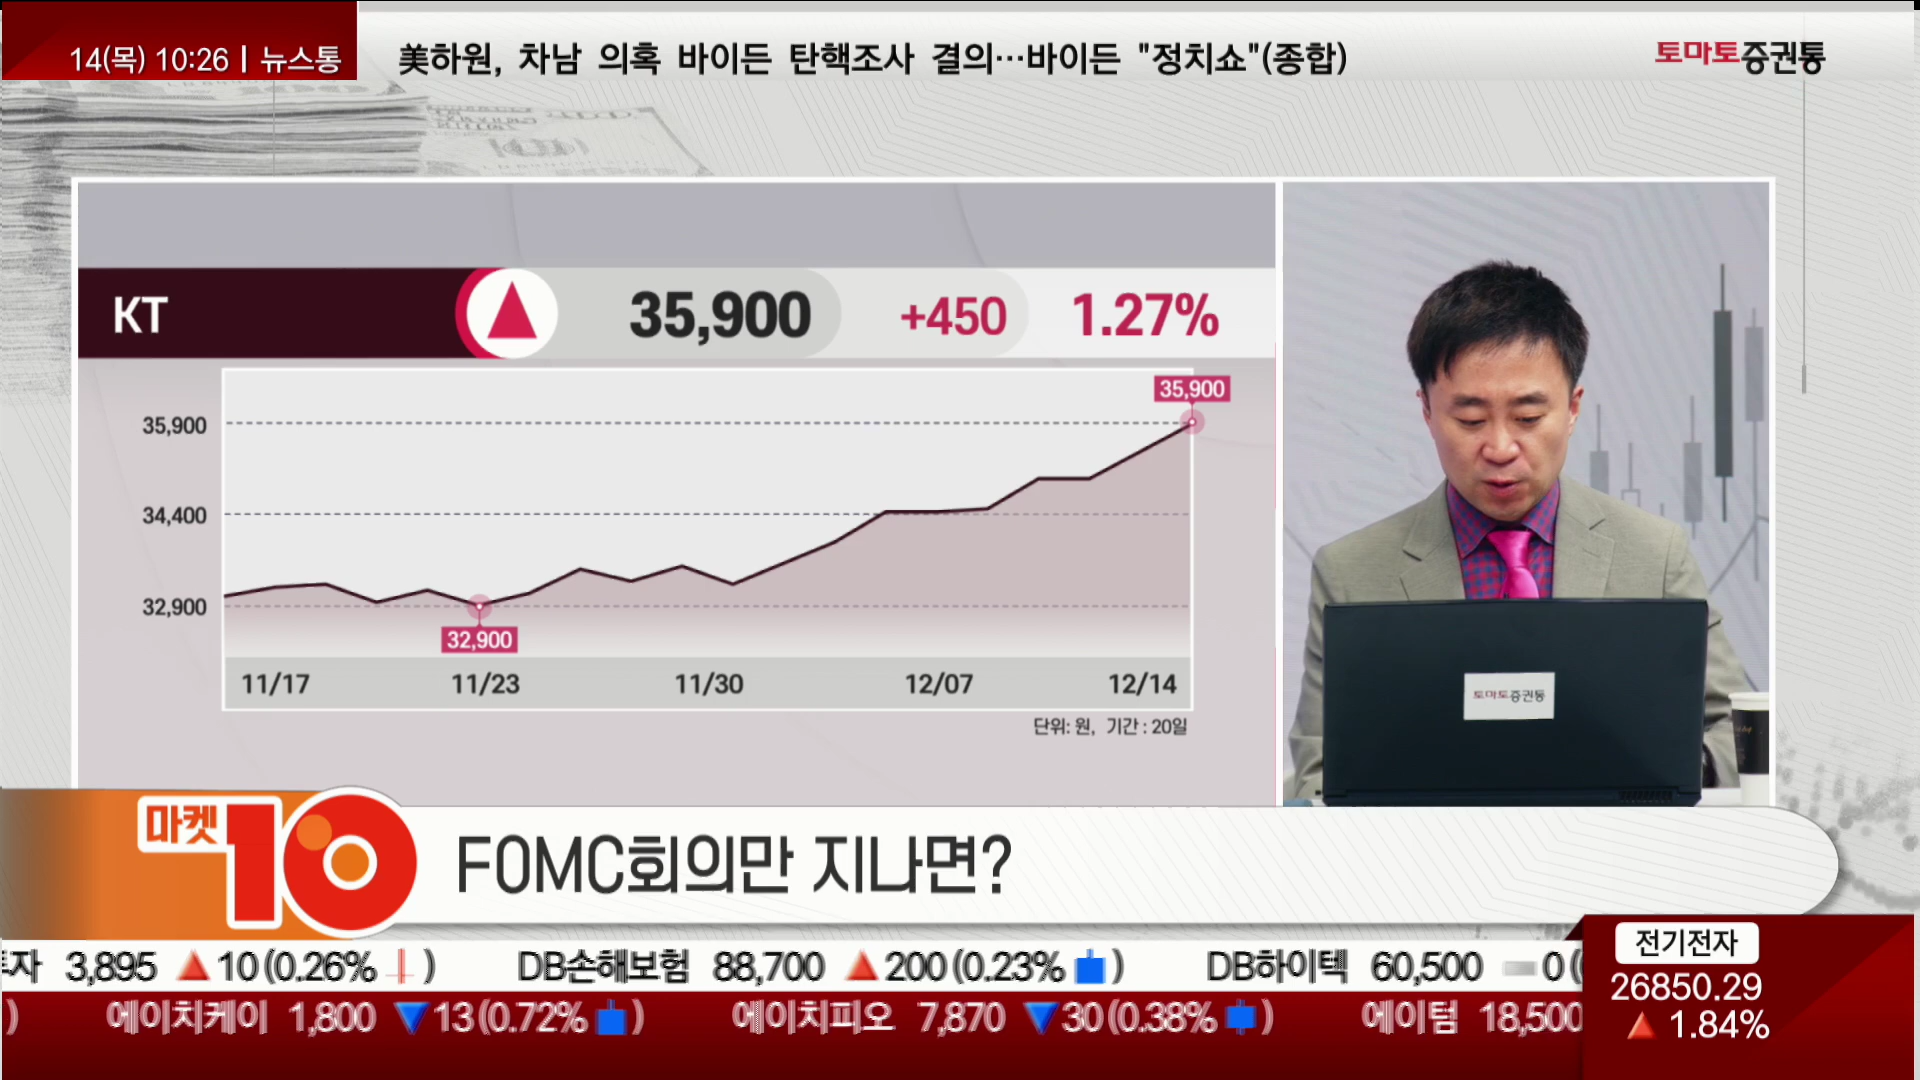 14(목) 10:26 | 뉴스통
美하원, 차남 의혹 바이든 탄핵조사 결의…바이든 "정치쇼"(종합)
토마토증권통
KT ▲ 35,900 +450 1.27%
35,900
35,900
34,400
32,900
32,900
11/17 11/23 11/30 12/07 12/14
단위: 원, 기간 : 20일
토마토증권통
마켓
10
FOMC회의만 지나면?
투자 3,895 ▲10(0.26% ) DB손해보험 88,700 ▲200(0.23% ) DB하이텍 60,500 0(
) 에이치케이 1,800 ▼13(0.72% ) 에이치피오 7,870 ▼30(0.38% ) 에이텀 18,500
전기전자
26850.29
▲ 1.84%